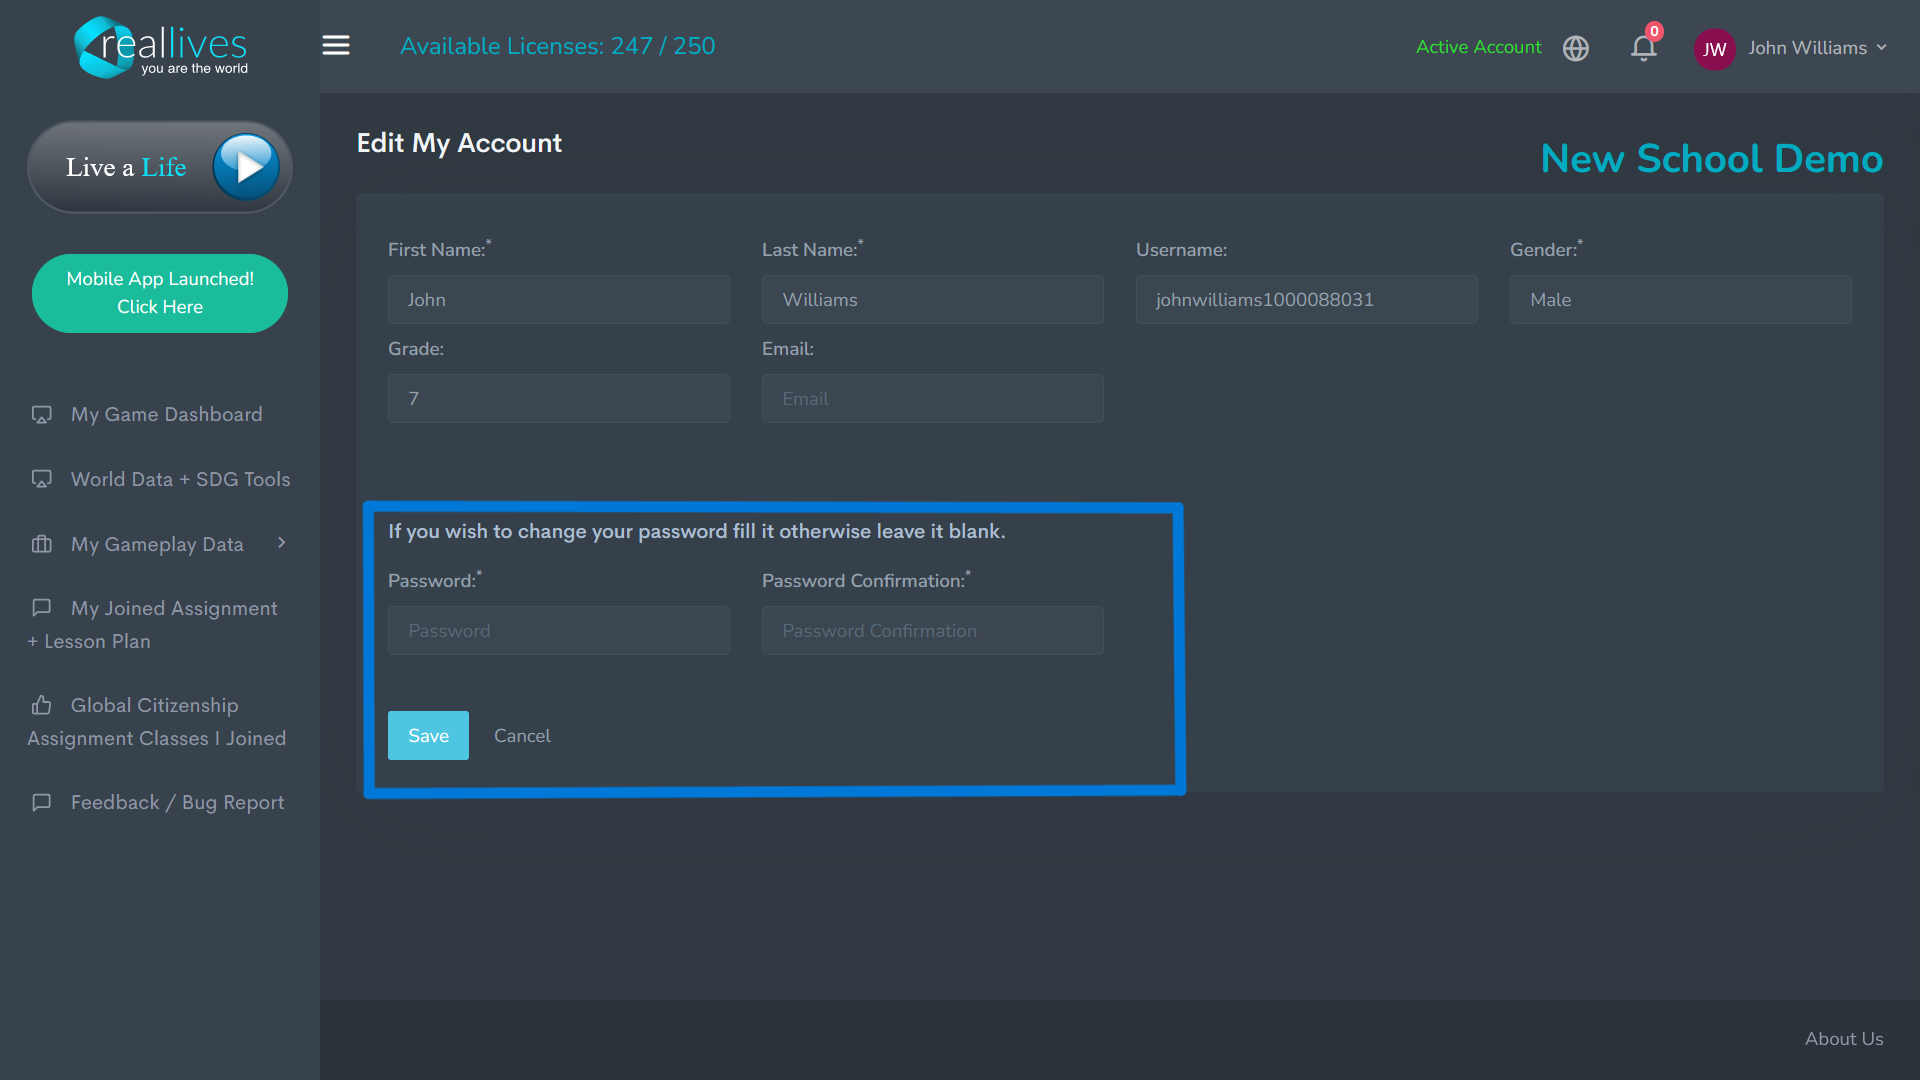 reallives
you are the world
Available Licenses: 247 / 250
Active Account
0
JW
John Williams
Live a Life
Mobile App Launched!
Click Here
My Game Dashboard
World Data + SDG Tools
My Gameplay Data
My Joined Assignment
+ Lesson Plan
Global Citizenship
Assignment Classes I Joined
Feedback / Bug Report
Edit My Account
New School Demo
First Name:*
Last Name:*
Username:
Gender:*
John
Williams
johnwilliams1000088031
Male
Grade:
Email:
7
Email
If you wish to change your password fill it otherwise leave it blank.
Password:*
Password Confirmation:*
Password
Password Confirmation
Save
Cancel
About Us